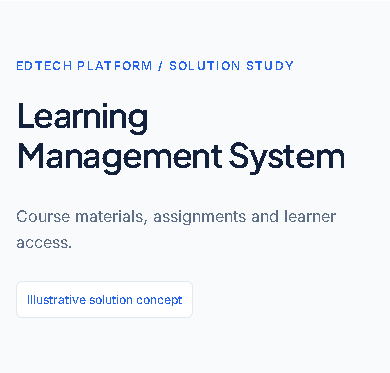 EDTECH PLATFORM / SOLUTION STUDY
Learning
Management System
Course materials, assignments and learner
access.
Illustrative solution concept